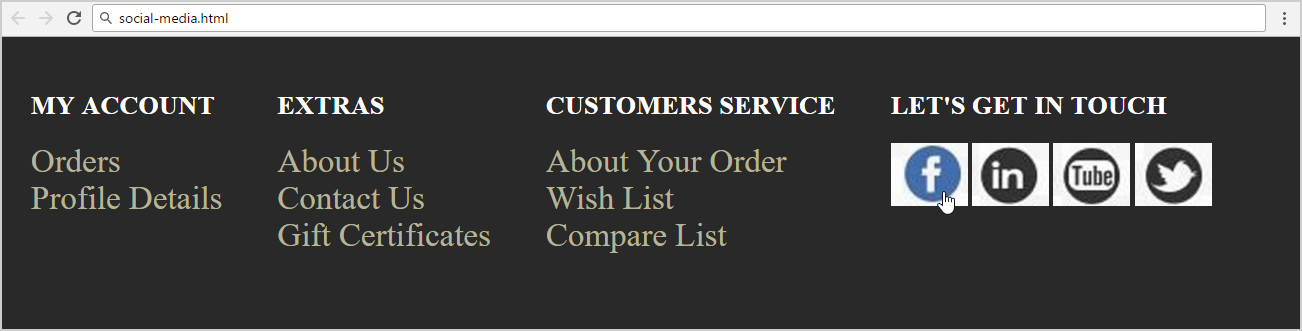 social-media.html
MY ACCOUNT
Orders
Profile Details
EXTRAS
About Us
Contact Us
Gift Certificates
CUSTOMERS SERVICE
About Your Order
Wish List
Compare List
LET'S GET IN TOUCH
f in Tube